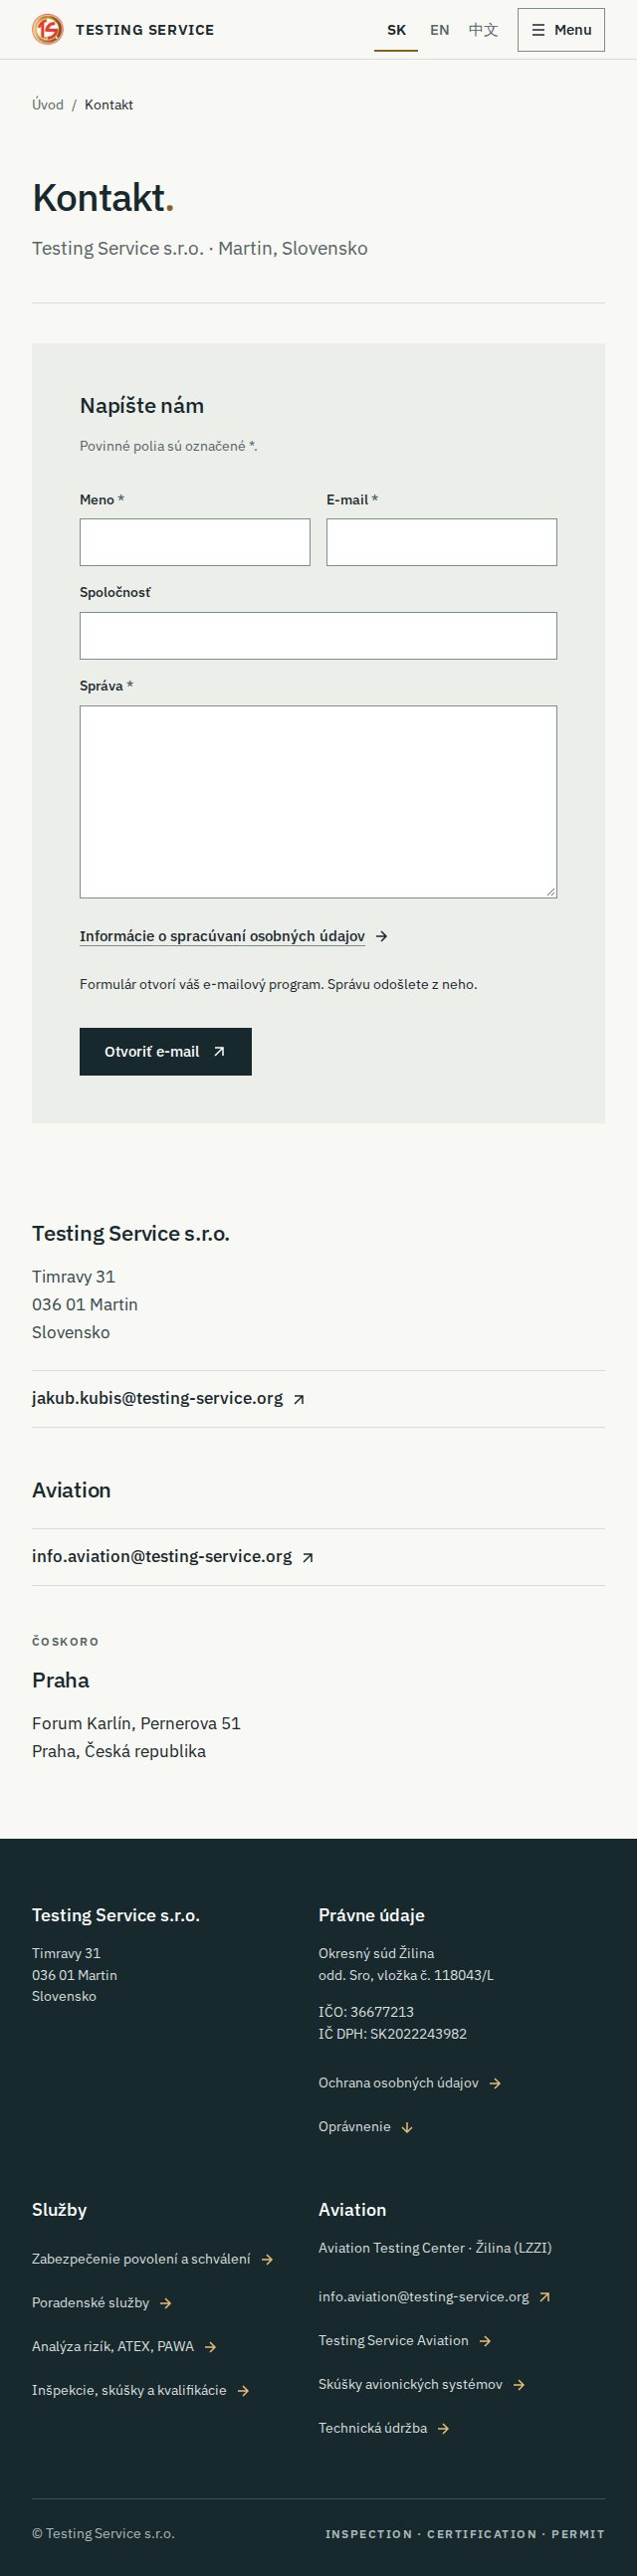 TESTING SERVICE
SK EN 中文 Menu
Úvod / Kontakt
Kontakt.
Testing Service s.r.o. · Martin, Slovensko
Napíšte nám
Povinné polia sú označené *.
Meno * E-mail *
Spoločnosť
Správa *
Informácie o spracúvaní osobných údajov →
Formulár otvorí váš e-mailový program. Správu odošlete z neho.
Otvoriť e-mail ↗
Testing Service s.r.o.
Timravy 31
036 01 Martin
Slovensko
jakub.kubis@testing-service.org ↗
Aviation
info.aviation@testing-service.org ↗
ČOSKORO
Praha
Forum Karlín, Pernerova 51
Praha, Česká republika
Testing Service s.r.o.
Timravy 31
036 01 Martin
Slovensko
Právne údaje
Okresný súd Žilina
odd. Sro, vložka č. 118043/L
IČO: 36677213
IČ DPH: SK2022243982
Ochrana osobných údajov →
Oprávnenie ↓
Služby
Zabezpečenie povolení a schválení →
Poradenské služby →
Analýza rizík, ATEX, PAWA →
Inšpekcie, skúšky a kvalifikácie →
Aviation
Aviation Testing Center · Žilina (LZZI)
info.aviation@testing-service.org ↗
Testing Service Aviation →
Skúšky avionických systémov →
Technická údržba →
© Testing Service s.r.o.
INSPECTION · CERTIFICATION · PERMIT